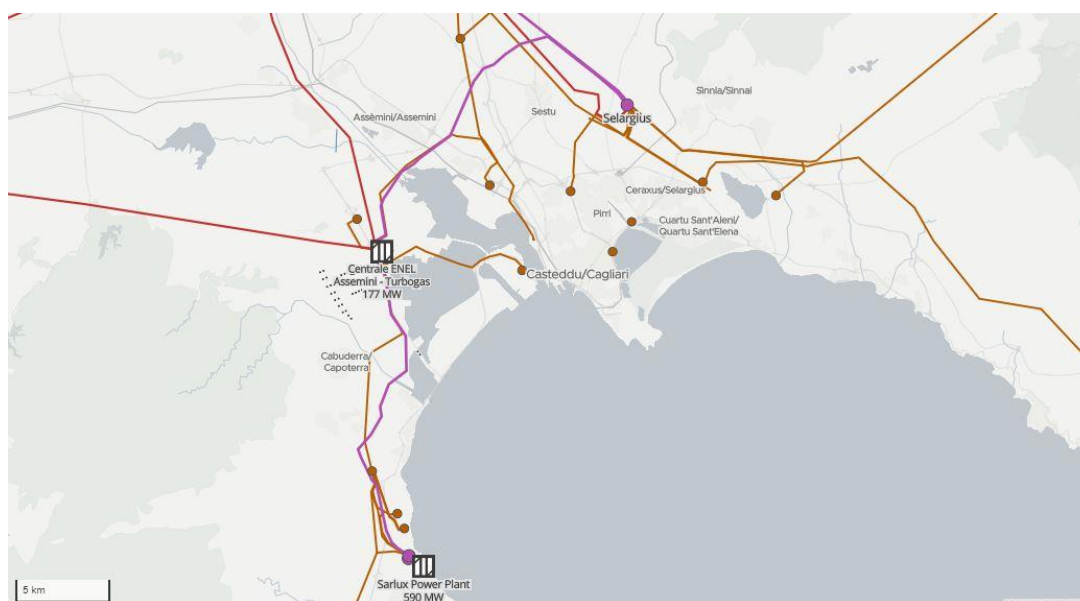 Sinnia/Sinnai
Sestu
Selargius
Assèmini/Assemini
Ceraxus/Selargius
Pirri
Cuartu Sant'Aleni/
Quartu Sant'Elena
Centrale ENEL
Assemini - Turbogas
177 MW
Casteddu/Cagliari
Cabuderra/
Capoterra
Sarlux Power Plant
590 MW
5 km